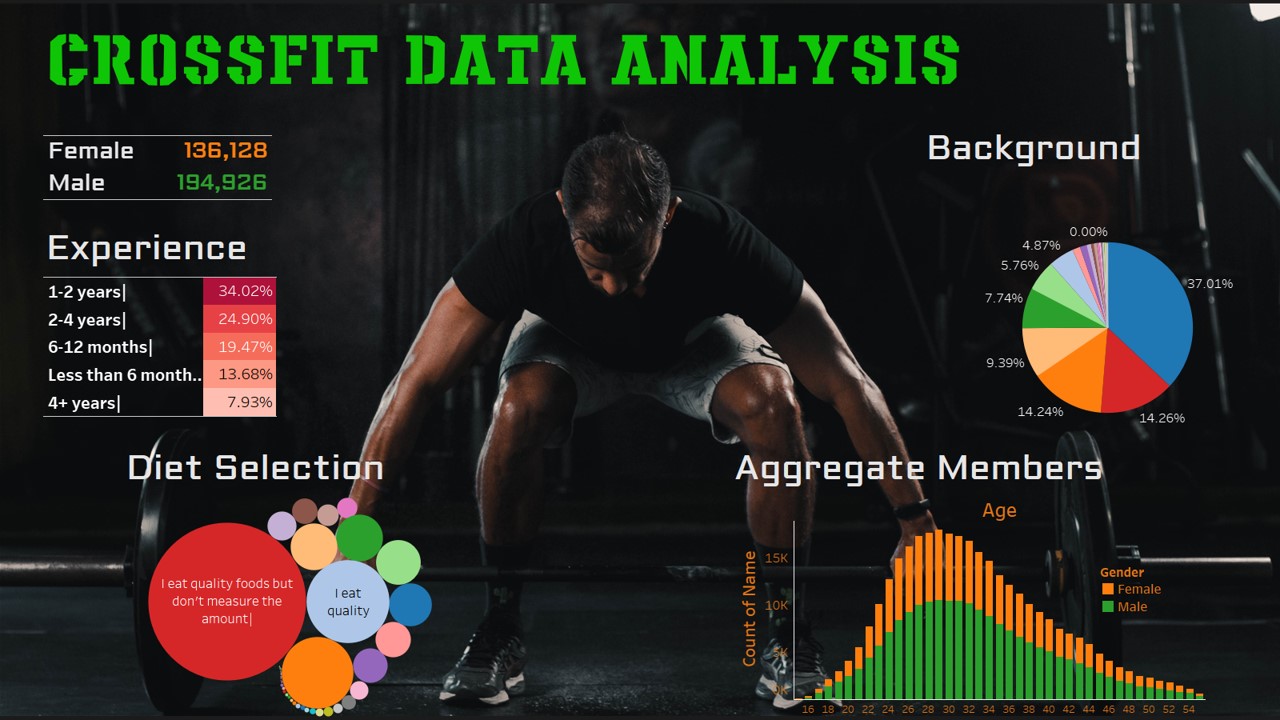 CROSSFIT DATA ANALYSIS
Female 136,128
Male 194,926
Experience
1-2 years| 34.02%
2-4 years| 24.90%
6-12 months| 19.47%
Less than 6 month.. 13.68%
4+ years| 7.93%
Background
0.00%
4.87%
5.76%
7.74%
9.39%
14.24%
14.26%
37.01%
Diet Selection
I eat quality foods but
don't measure the
amount|
I eat
quality
Aggregate Members
Age
Count of Name
15K
10K
5K
0K
16 18 20 22 24 26 28 30 32 34 36 38 40 42 44 46 48 50 52 54
Gender
Female
Male